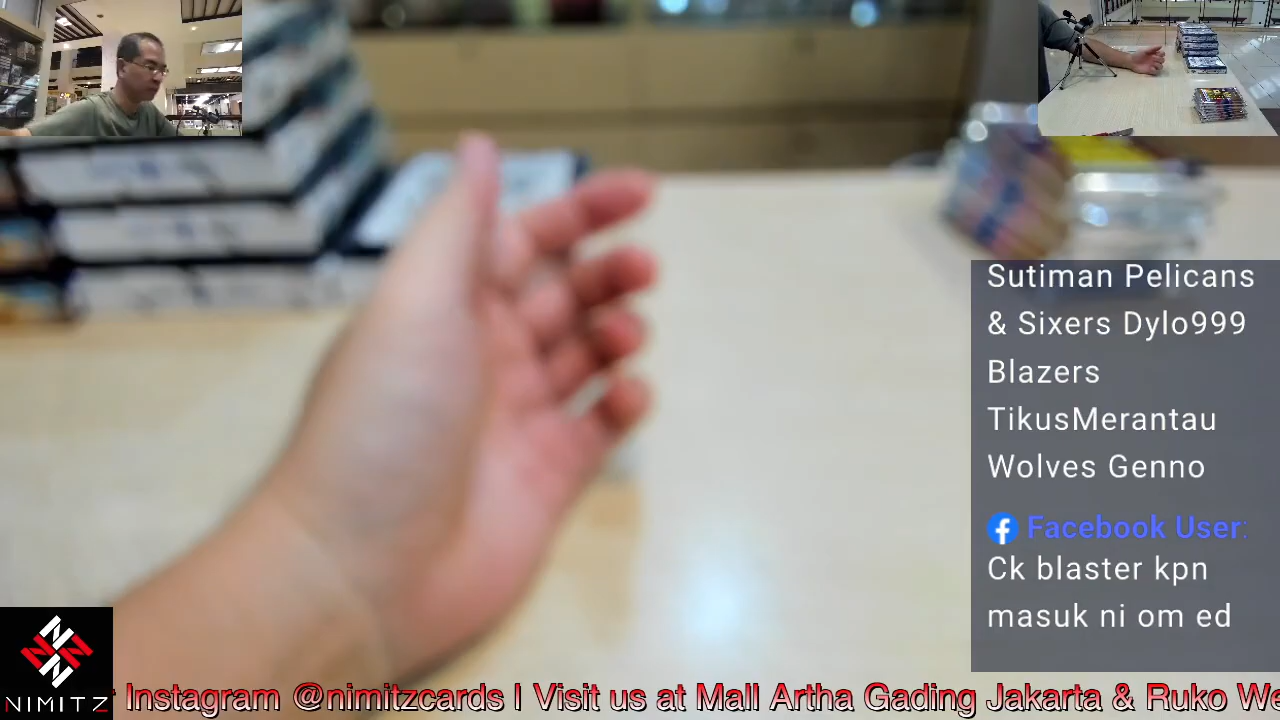 Sutiman Pelicans
& Sixers Dylo999
Blazers
TikusMerantau
Wolves Genno
Facebook User:
Ck blaster kpn
masuk ni om ed
NIMITZ
Instagram @nimitzcards I Visit us at Mall Artha Gading Jakarta & Ruko We